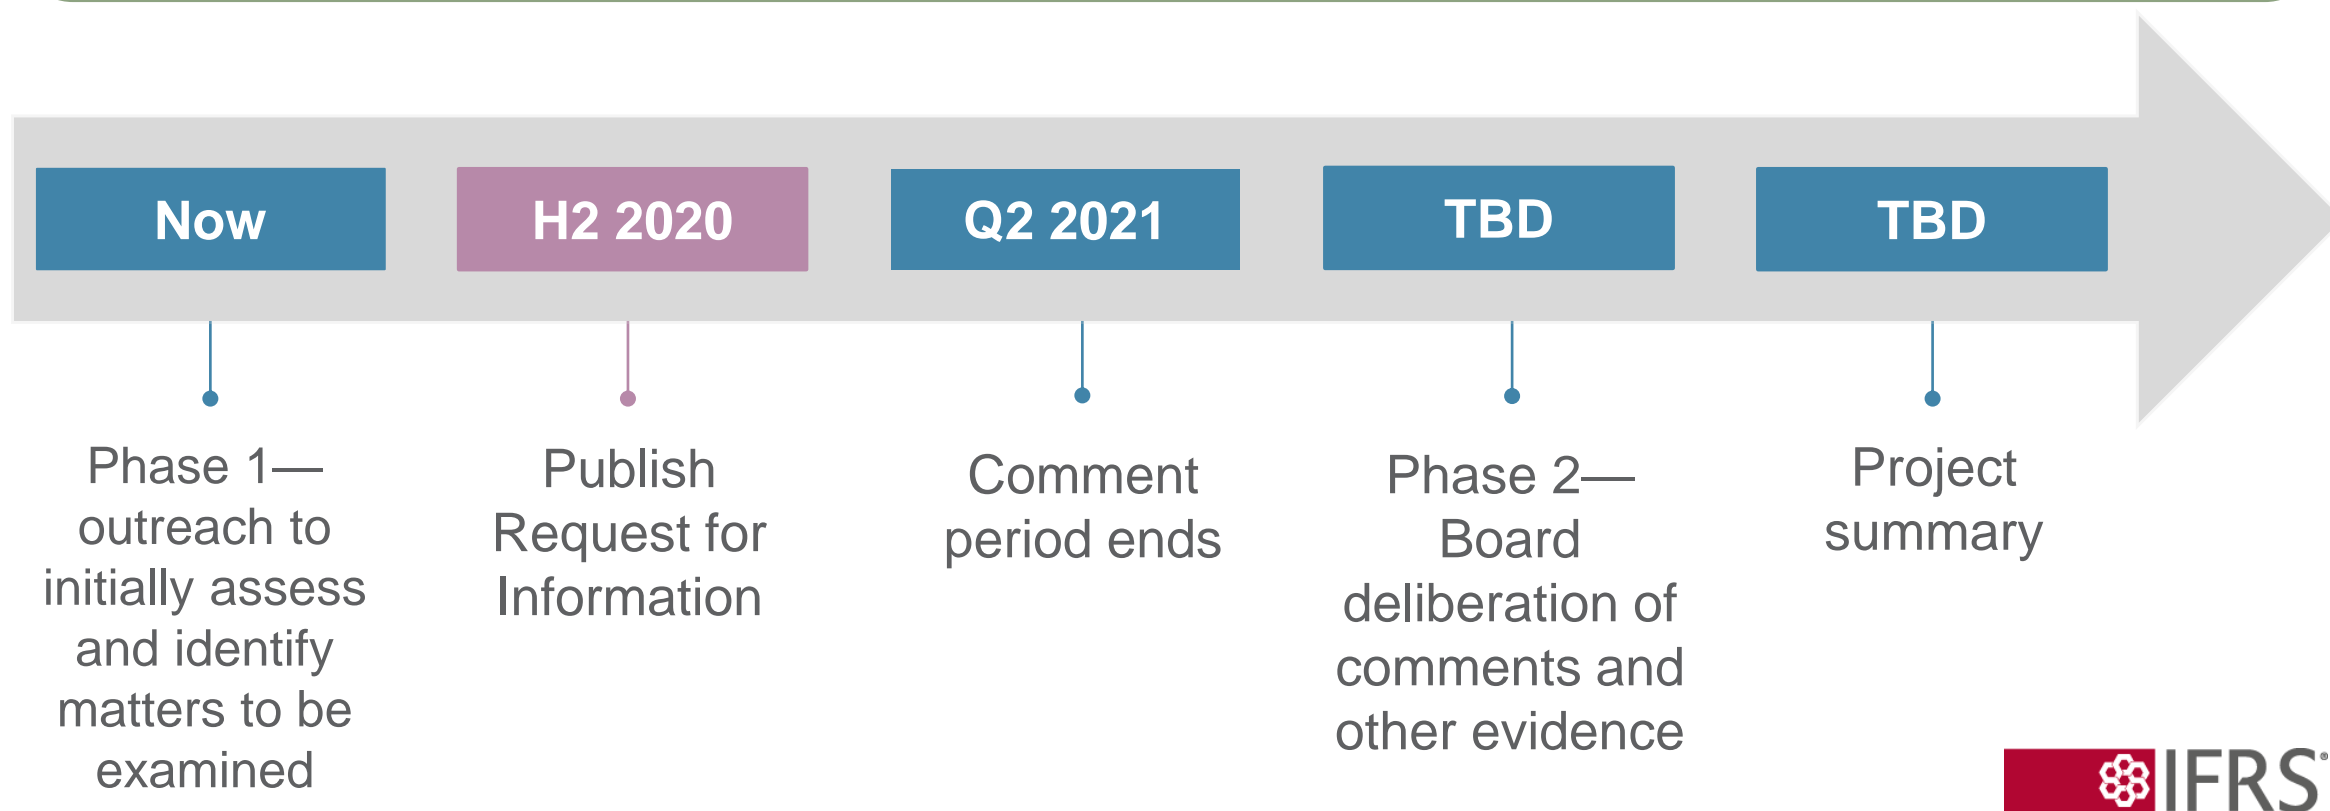 Now
H2 2020
Q2 2021
TBD
TBD
Phase 1—
outreach to
initially assess
and identify
matters to be
examined
Publish
Request for
Information
Comment
period ends
Phase 2—
Board
deliberation of
comments and
other evidence
Project
summary
IFRS®